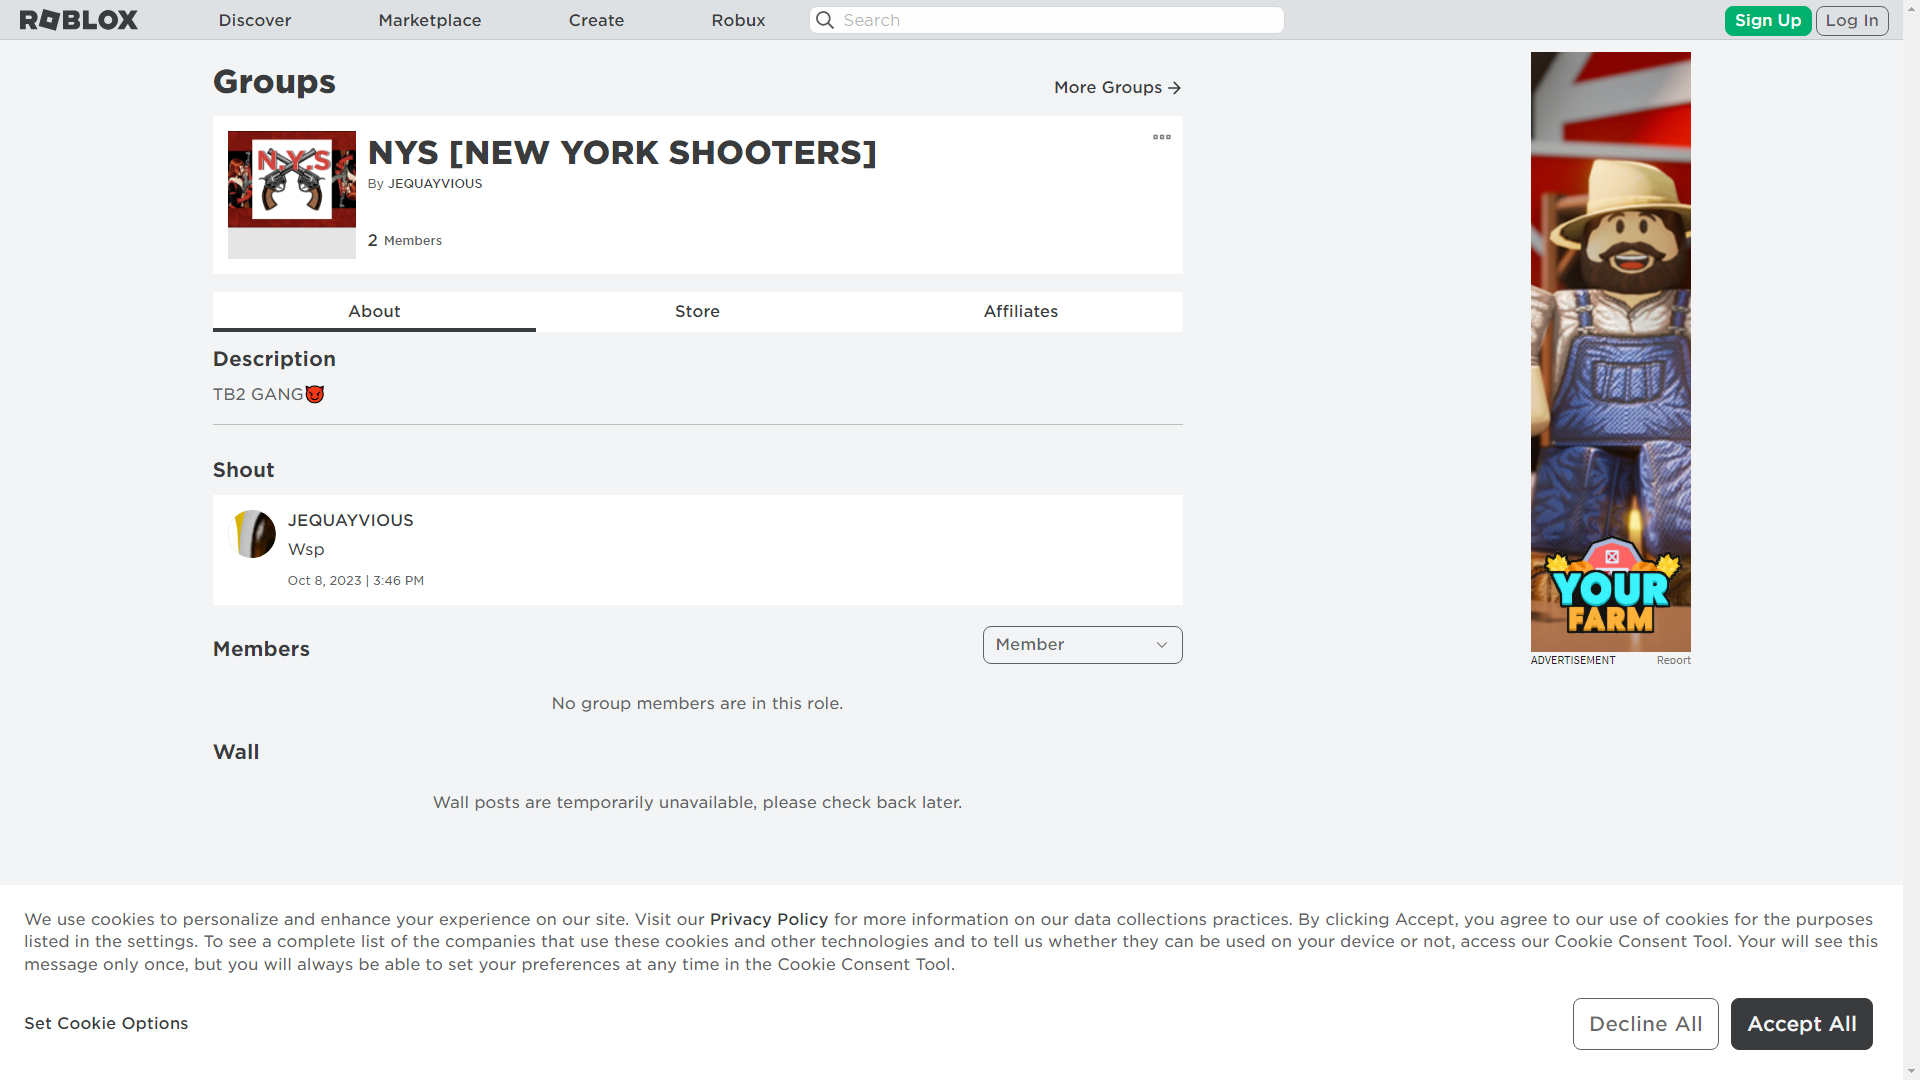 ROBLOX
Discover
Marketplace
Create
Robux
Search
Sign Up
Log In
Groups
More Groups
N.Y.S
NYS [NEW YORK SHOOTERS]
By JEQUAYVIOUS
2 Members
About
Store
Affiliates
Description
TB2 GANG😈
Shout
JEQUAYVIOUS
Wsp
Oct 8, 2023 | 3:46 PM
Members
Member
No group members are in this role.
Wall
Wall posts are temporarily unavailable, please check back later.
YOUR
FARM
ADVERTISEMENT
Report
We use cookies to personalize and enhance your experience on our site. Visit our Privacy Policy for more information on our data collections practices. By clicking Accept, you agree to our use of cookies for the purposes
listed in the settings. To see a complete list of the companies that use these cookies and other technologies and to tell us whether they can be used on your device or not, access our Cookie Consent Tool. Your will see this
message only once, but you will always be able to set your preferences at any time in the Cookie Consent Tool.
Set Cookie Options
Decline All
Accept All